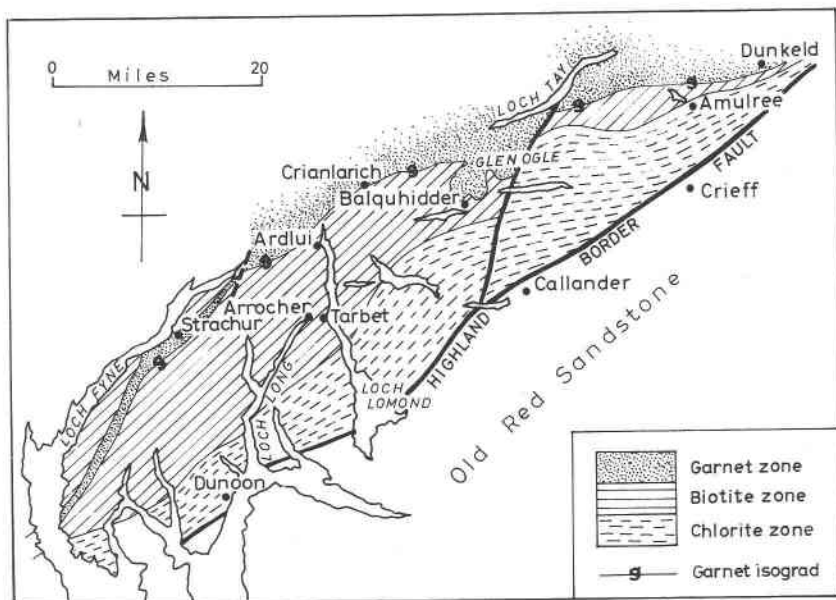 0 20
Miles
N
Dunkeld
LOCH TAY
g
g
Amulree
Crianlarich
g
GLEN OGLE
FAULT
Balquhidder
Crieff
Ardlui
BORDER
g
Arrocher
Callander
Strachur
Tarbet
HIGHLAND
g
LOCH FYNE
LOCH LONG
LOCH
LOMOND
Old Red Sandstone
Dunoon
Garnet zone
Biotite zone
Chlorite zone
g Garnet isograd